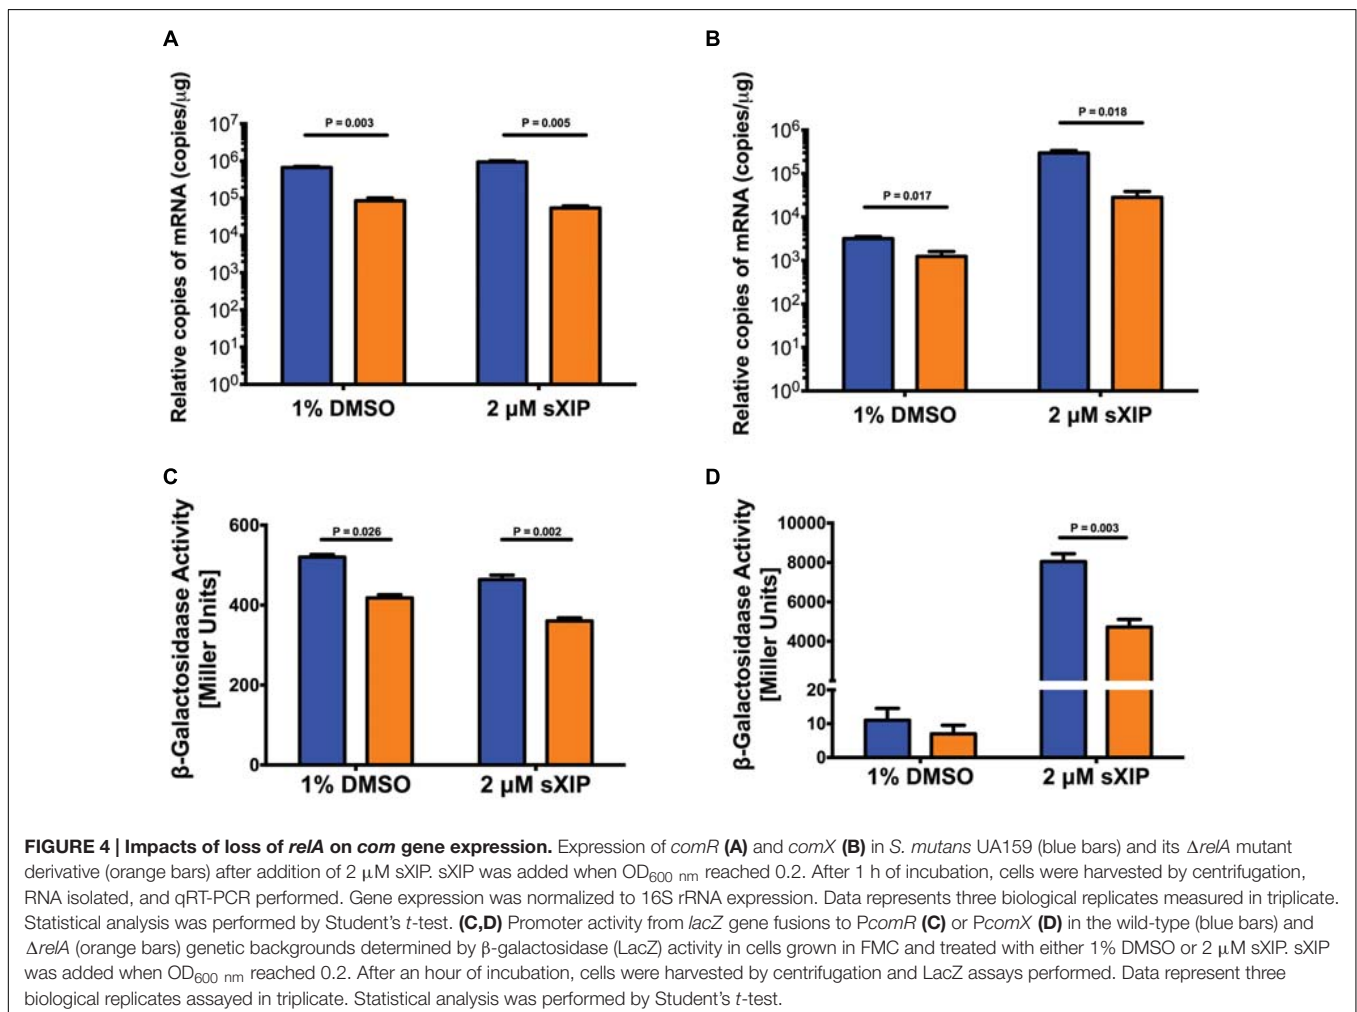 A
Relative copies of mRNA (copies/µg)
10⁷
10⁶
10⁵
10⁴
10³
10²
10¹
10⁰
P = 0.003
P = 0.005
1% DMSO
2 µM sXIP
B
Relative copies of mRNA (copies/µg)
10⁶
10⁵
10⁴
10³
10²
10¹
10⁰
P = 0.017
P = 0.018
1% DMSO
2 µM sXIP
C
β-Galactosidaase Activity
[Miller Units]
600
400
200
0
P = 0.026
P = 0.002
1% DMSO
2 µM sXIP
D
β-Galactosidaase Activity
[Miller Units]
10000
8000
6000
4000
20
10
0
P = 0.003
1% DMSO
2 µM sXIP
FIGURE 4 | Impacts of loss of relA on com gene expression. Expression of comR (A) and comX (B) in S. mutans UA159 (blue bars) and its ΔrelA mutant
derivative (orange bars) after addition of 2 µM sXIP. sXIP was added when OD600 nm reached 0.2. After 1 h of incubation, cells were harvested by centrifugation,
RNA isolated, and qRT-PCR performed. Gene expression was normalized to 16S rRNA expression. Data represents three biological replicates measured in triplicate.
Statistical analysis was performed by Student's t-test. (C,D) Promoter activity from lacZ gene fusions to PcomR (C) or PcomX (D) in the wild-type (blue bars) and
ΔrelA (orange bars) genetic backgrounds determined by β-galactosidase (LacZ) activity in cells grown in FMC and treated with either 1% DMSO or 2 µM sXIP. sXIP
was added when OD600 nm reached 0.2. After an hour of incubation, cells were harvested by centrifugation and LacZ assays performed. Data represent three
biological replicates assayed in triplicate. Statistical analysis was performed by Student's t-test.